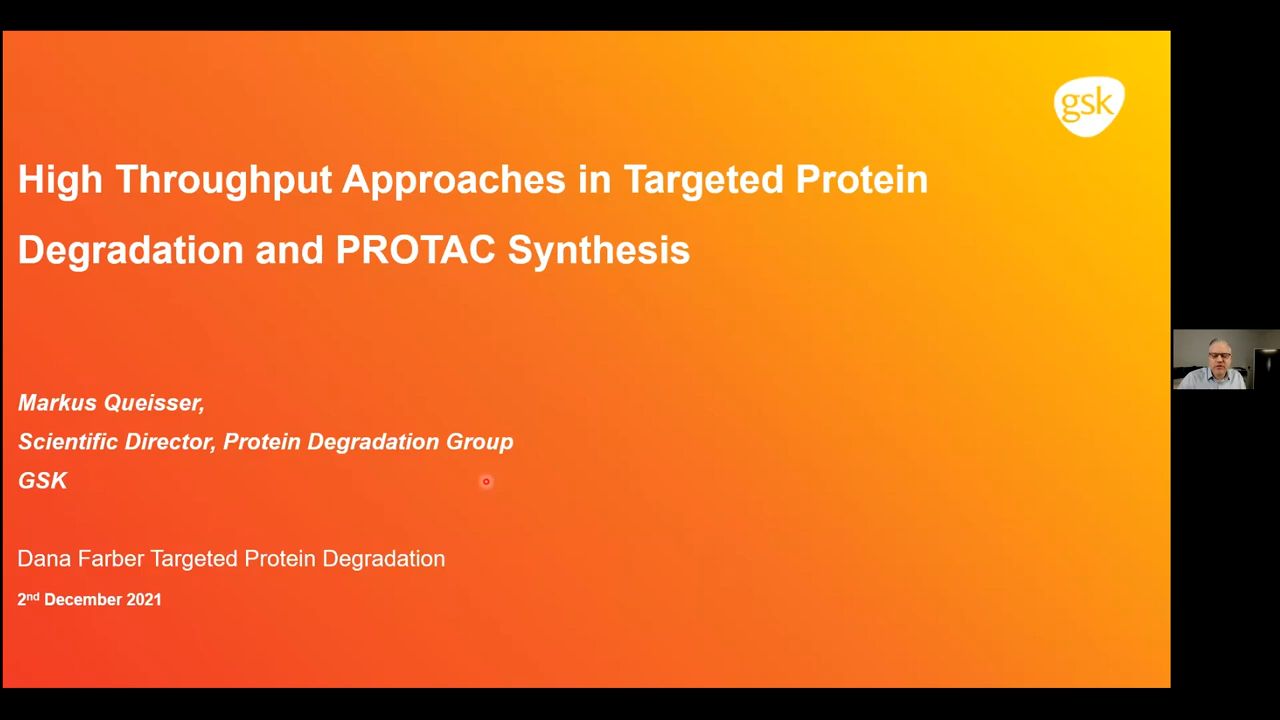 gsk
High Throughput Approaches in Targeted Protein
Degradation and PROTAC Synthesis
Markus Queisser,
Scientific Director, Protein Degradation Group
GSK
Dana Farber Targeted Protein Degradation
2nd December 2021